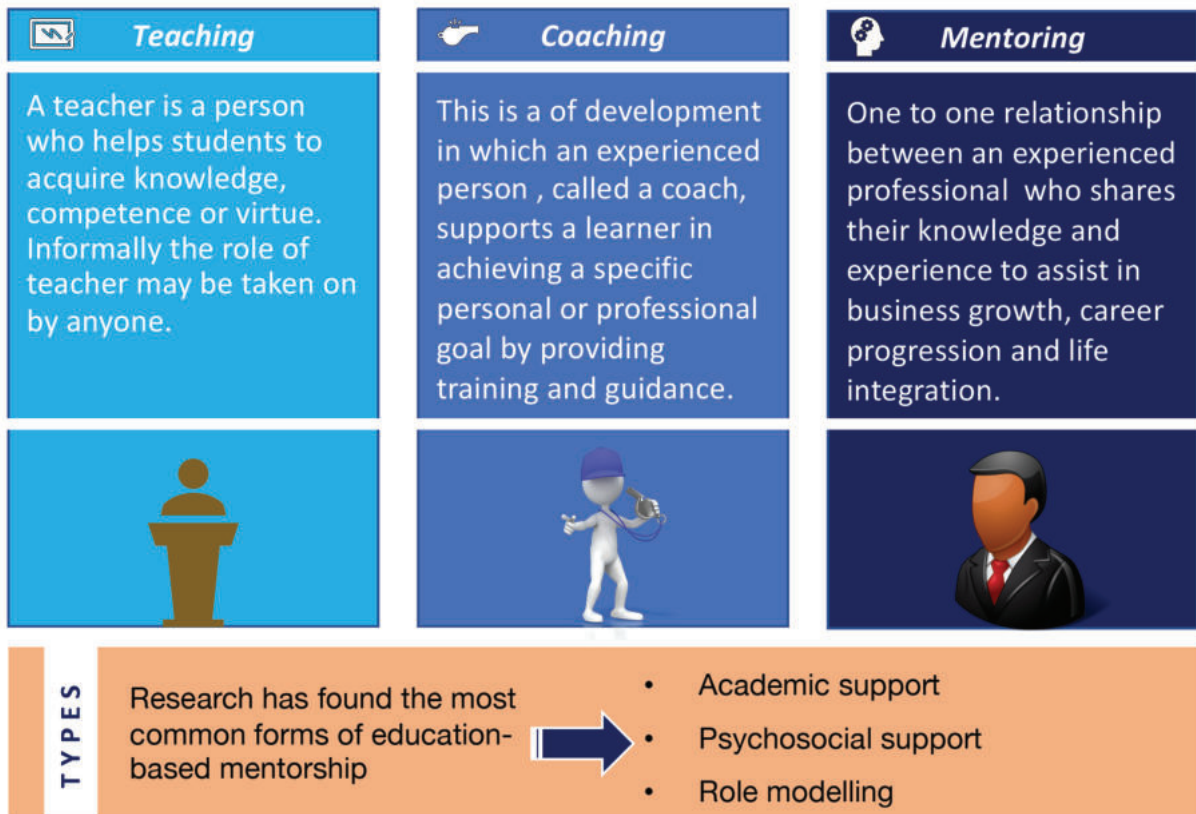 Teaching
A teacher is a person
who helps students to
acquire knowledge,
competence or virtue.
Informally the role of
teacher may be taken on
by anyone.
Coaching
This is a of development
in which an experienced
person , called a coach,
supports a learner in
achieving a specific
personal or professional
goal by providing
training and guidance.
Mentoring
One to one relationship
between an experienced
professional  who shares
their knowledge and
experience to assist in
business growth, career
progression and life
integration.
TYPES
Research has found the most
common forms of education-
based mentorship
• Academic support
• Psychosocial support
• Role modelling